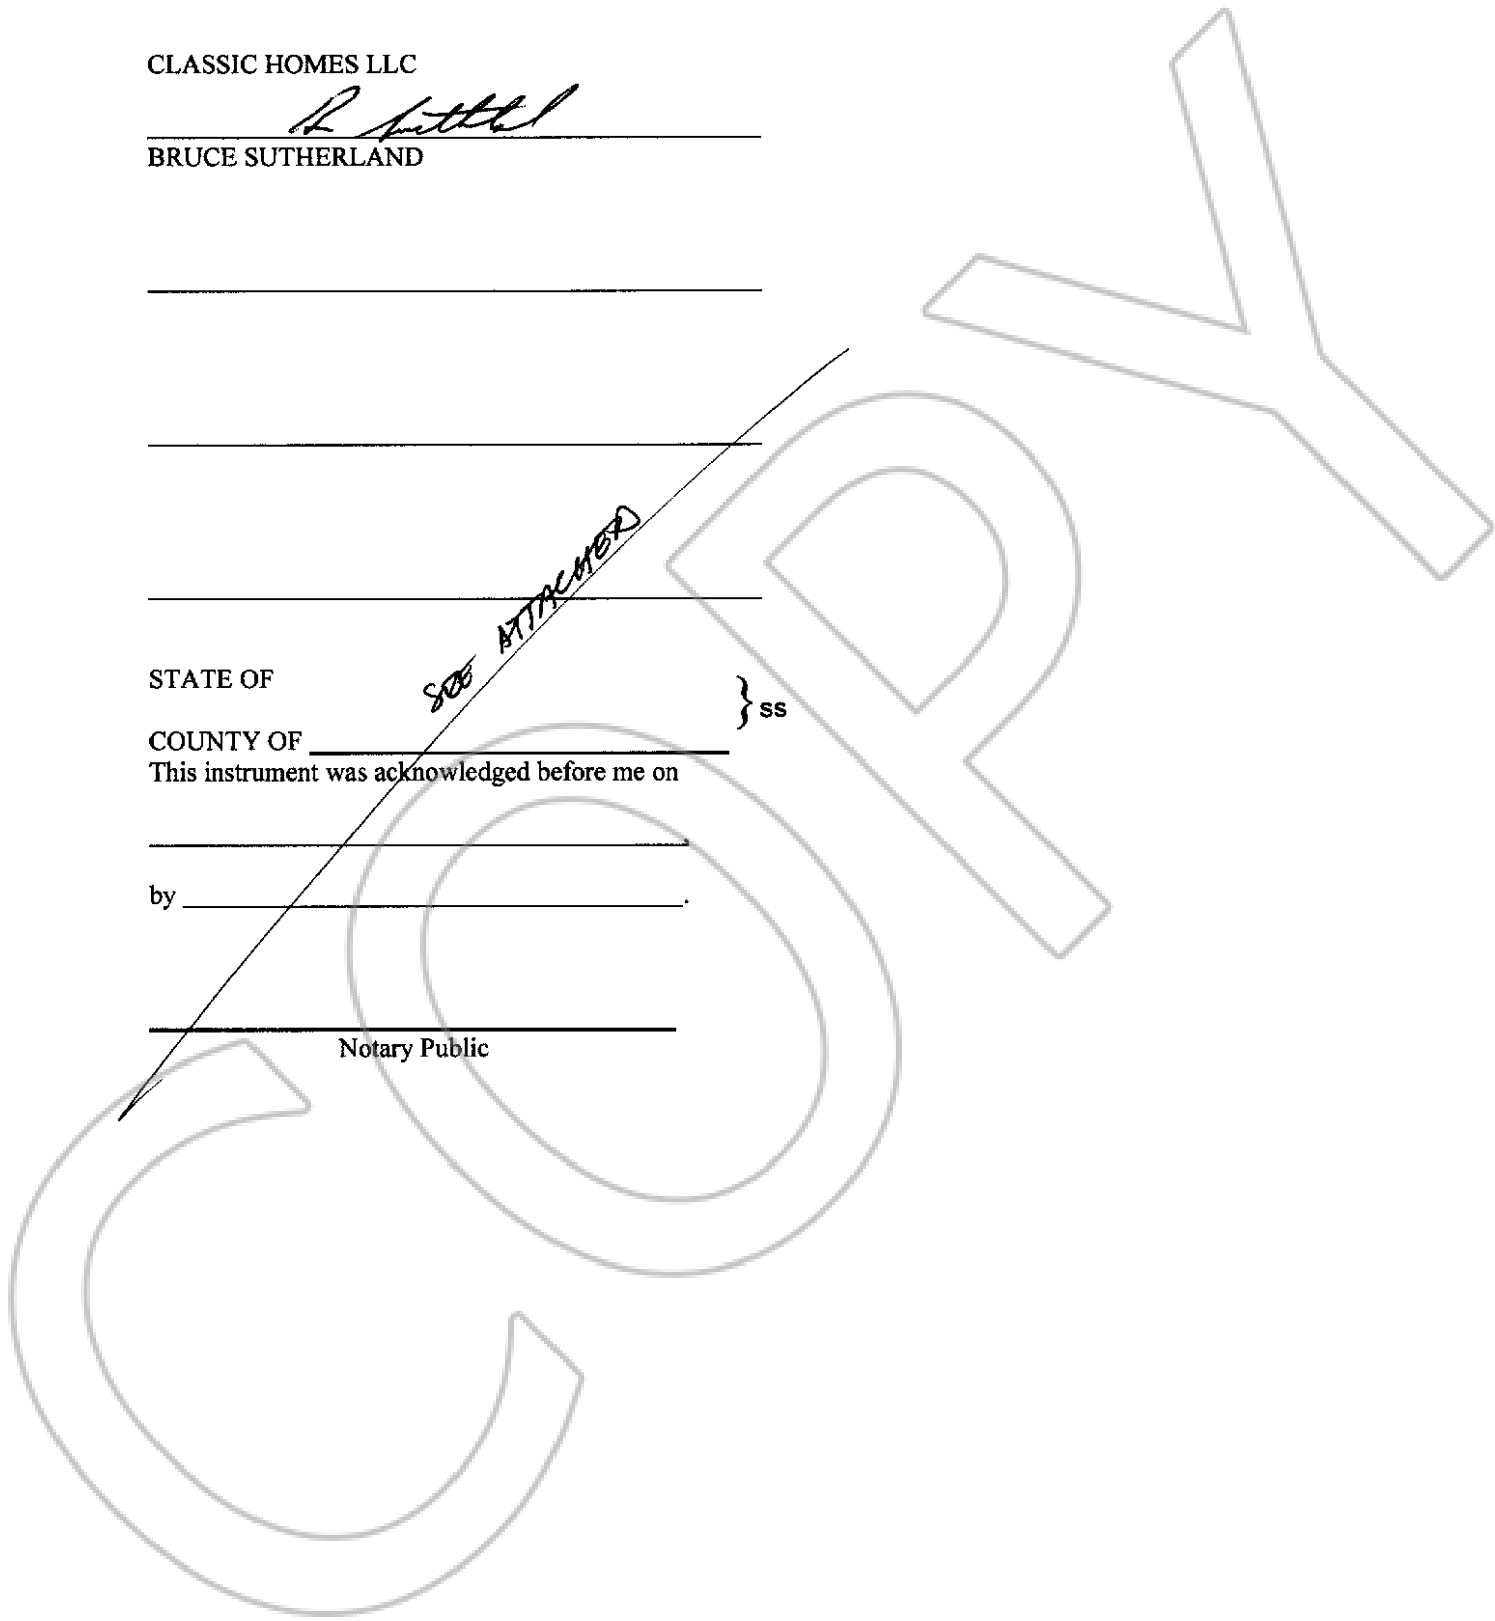 CLASSIC HOMES LLC
BRUCE SUTHERLAND
SEE ATTACHED
STATE OF
} ss
COUNTY OF
This instrument was acknowledged before me on
,
by .
Notary Public
COPY